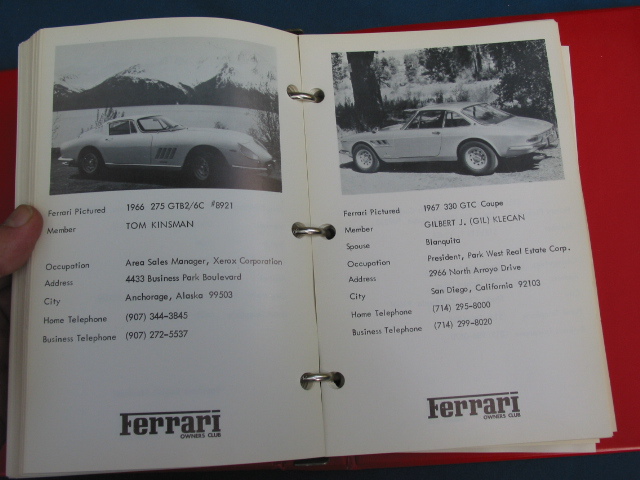 Ferrari Pictured 1966 275 GTB2/6C #8921
Member TOM KINSMAN
Occupation Area Sales Manager, Xerox Corporation
Address 4433 Business Park Boulevard
City Anchorage, Alaska 99503
Home Telephone (907) 344-3845
Business Telephone (907) 272-5537
Ferrari
OWNERS CLUB
Ferrari Pictured 1967 330 GTC Coupe
Member GILBERT J. (GIL) KLECAN
Spouse Blanquita
Occupation President, Park West Real Estate Corp.
Address 2966 North Arroyo Drive
City San Diego, California 92103
Home Telephone (714) 295-8000
Business Telephone (714) 299-8020
Ferrari
OWNERS CLUB